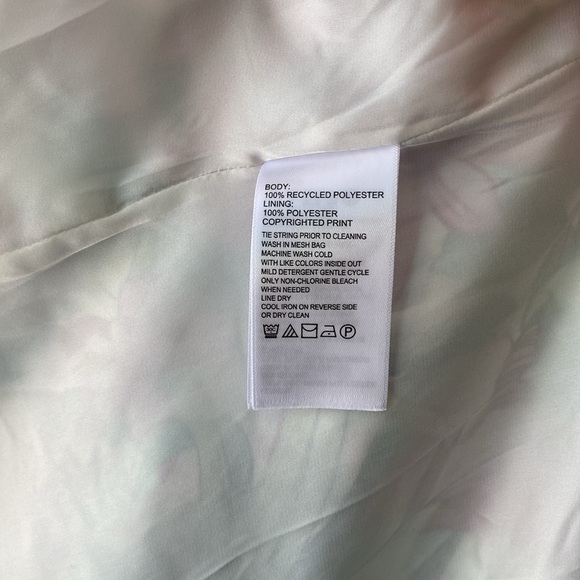 BODY:
100% RECYCLED POLYESTER
LINING:
100% POLYESTER
COPYRIGHTED PRINT
TIE STRING PRIOR TO CLEANING
WASH IN MESH BAG
MACHINE WASH COLD
WITH LIKE COLORS INSIDE OUT
MILD DETERGENT GENTLE CYCLE
ONLY NON-CHLORINE BLEACH
WHEN NEEDED
LINE DRY
COOL IRON ON REVERSE SIDE
OR DRY CLEAN